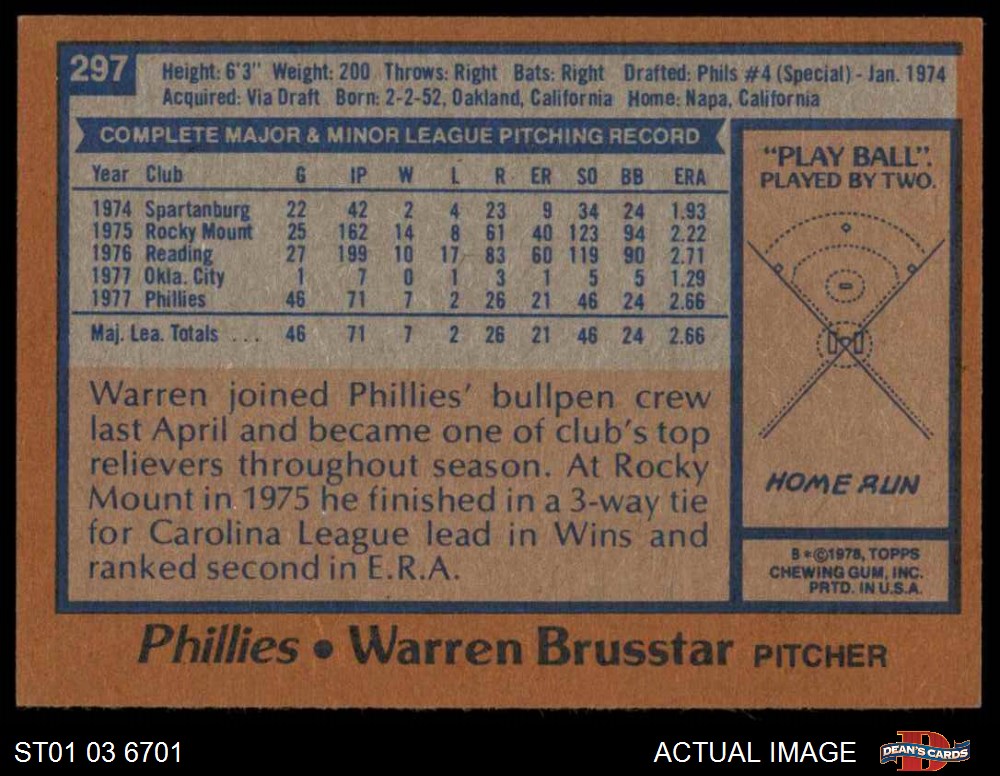 297
Height: 6'3" Weight: 200 Throws: Right Bats: Right Drafted: Phils #4 (Special) - Jan. 1974
Acquired: Via Draft Born: 2-2-52, Oakland, California Home: Napa, California
COMPLETE MAJOR & MINOR LEAGUE PITCHING RECORD
Year Club G IP W L R ER SO BB ERA
1974 Spartanburg 22 42 2 4 23 9 34 24 1.93
1975 Rocky Mount 25 162 14 8 61 40 123 94 2.22
1976 Reading 27 199 10 17 83 60 119 90 2.71
1977 Okla. City 1 7 0 1 3 1 5 5 1.29
1977 Phillies 46 71 7 2 26 21 46 24 2.66
Maj. Lea. Totals ... 46 71 7 2 26 21 46 24 2.66
Warren joined Phillies' bullpen crew
last April and became one of club's top
relievers throughout season. At Rocky
Mount in 1975 he finished in a 3-way tie
for Carolina League lead in Wins and
ranked second in E.R.A.
"PLAY BALL".
PLAYED BY TWO.
HOME RUN
B*©1978, TOPPS
CHEWING GUM, INC.
PRTD. IN U.S.A.
Phillies • Warren Brusstar PITCHER
ST01 03 6701
ACTUAL IMAGE
D
DEAN'S CARDS